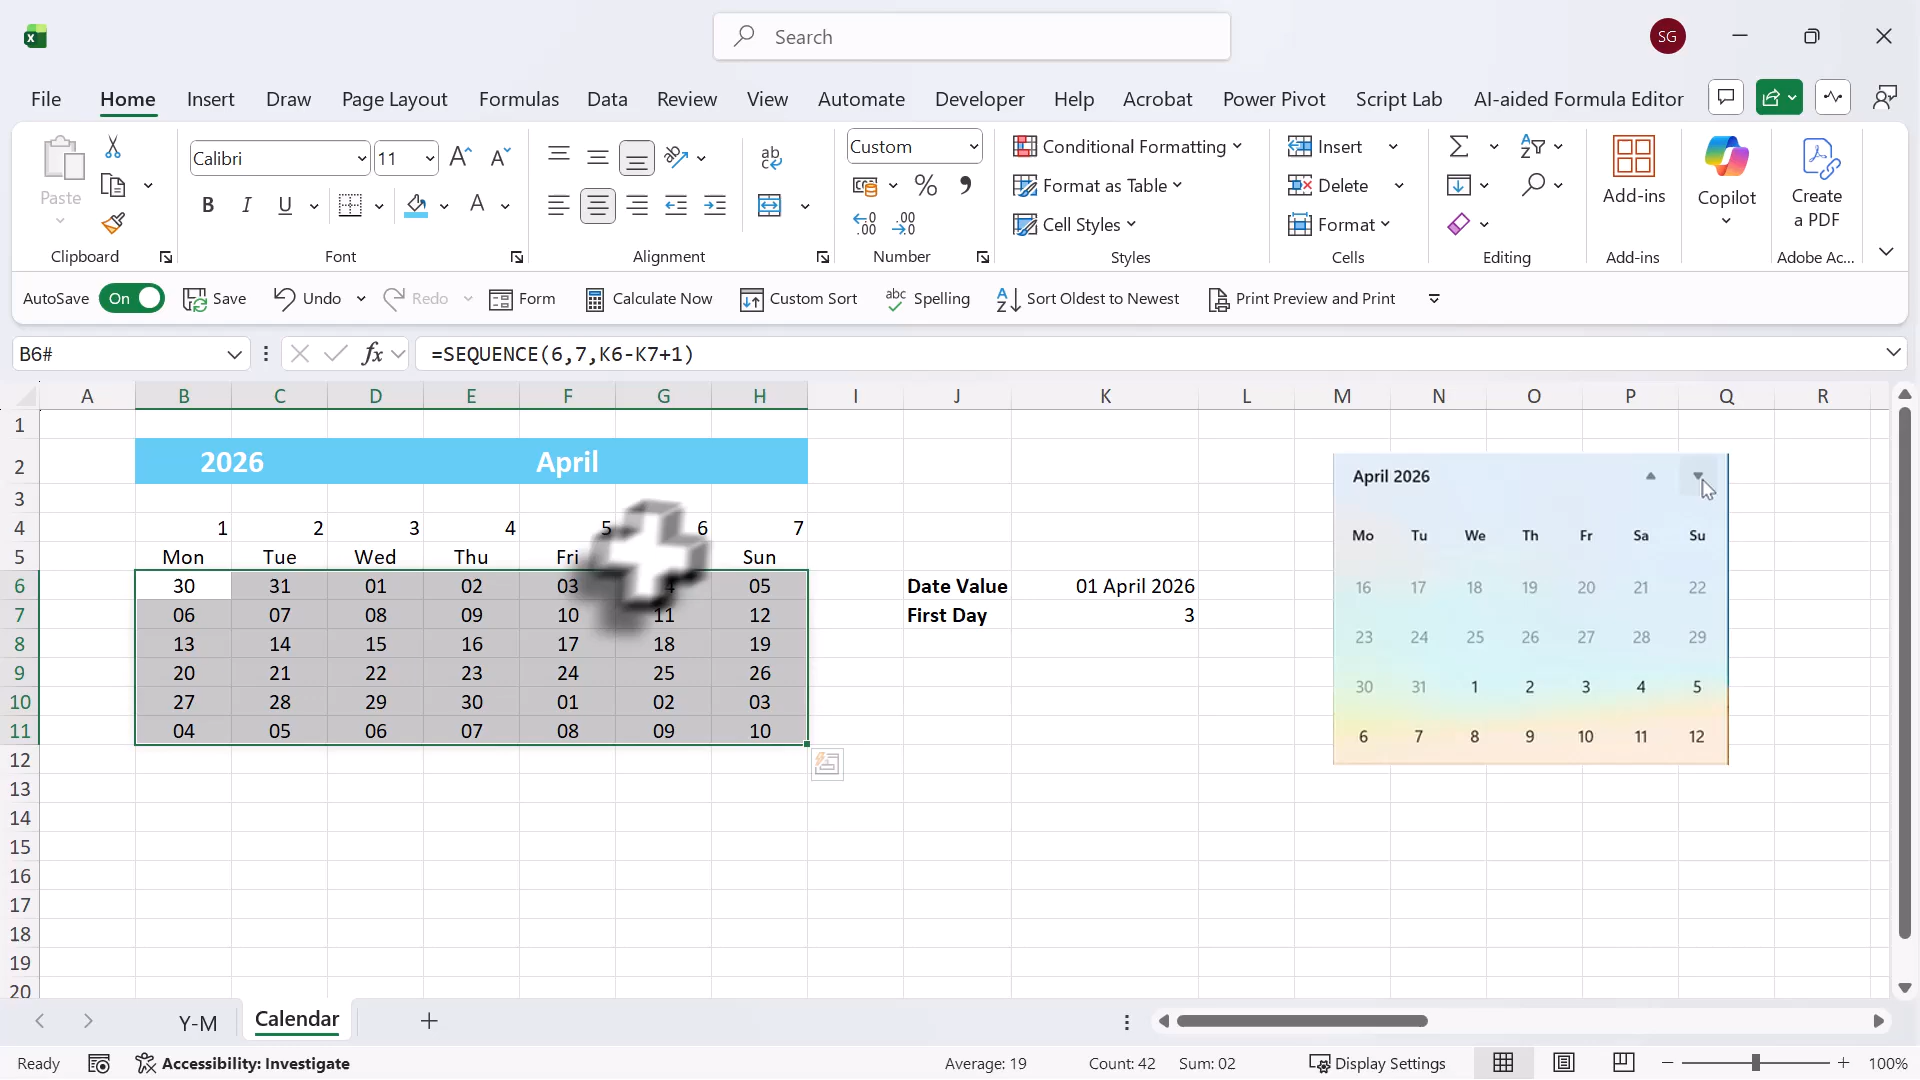 Search
SG
File Home Insert Draw Page Layout Formulas Data Review View Automate Developer Help Acrobat Power Pivot Script Lab AI-aided Formula Editor
Paste
Calibri 11
B I U A
ab
Custom
% 9
.00 .00
Conditional Formatting
Format as Table
Cell Styles
Insert
Delete
Format
Add-ins
Copilot
Create a PDF
Clipboard Font Alignment Number Styles Cells Editing Add-ins Adobe Ac...
AutoSave On Save Undo Redo Form Calculate Now Custom Sort Spelling Sort Oldest to Newest Print Preview and Print
B6# fx =SEQUENCE(6,7,K6-K7+1)
A B C D E F G H I J K L M N O P Q R
1
2 2026 April
3
4 1 2 3 4 5 6 7
5 Mon Tue Wed Thu Fri Sun
6 30 31 01 02 03 4 05 Date Value 01 April 2026
7 06 07 08 09 10 11 12 First Day 3
8 13 14 15 16 17 18 19
9 20 21 22 23 24 25 26
10 27 28 29 30 01 02 03
11 04 05 06 07 08 09 10
12
13
14
15
16
17
18
19
20
April 2026
Mo Tu We Th Fr Sa Su
16 17 18 19 20 21 22
23 24 25 26 27 28 29
30 31 1 2 3 4 5
6 7 8 9 10 11 12
Y-M Calendar
Ready Accessibility: Investigate Average: 19 Count: 42 Sum: 02 Display Settings 100%